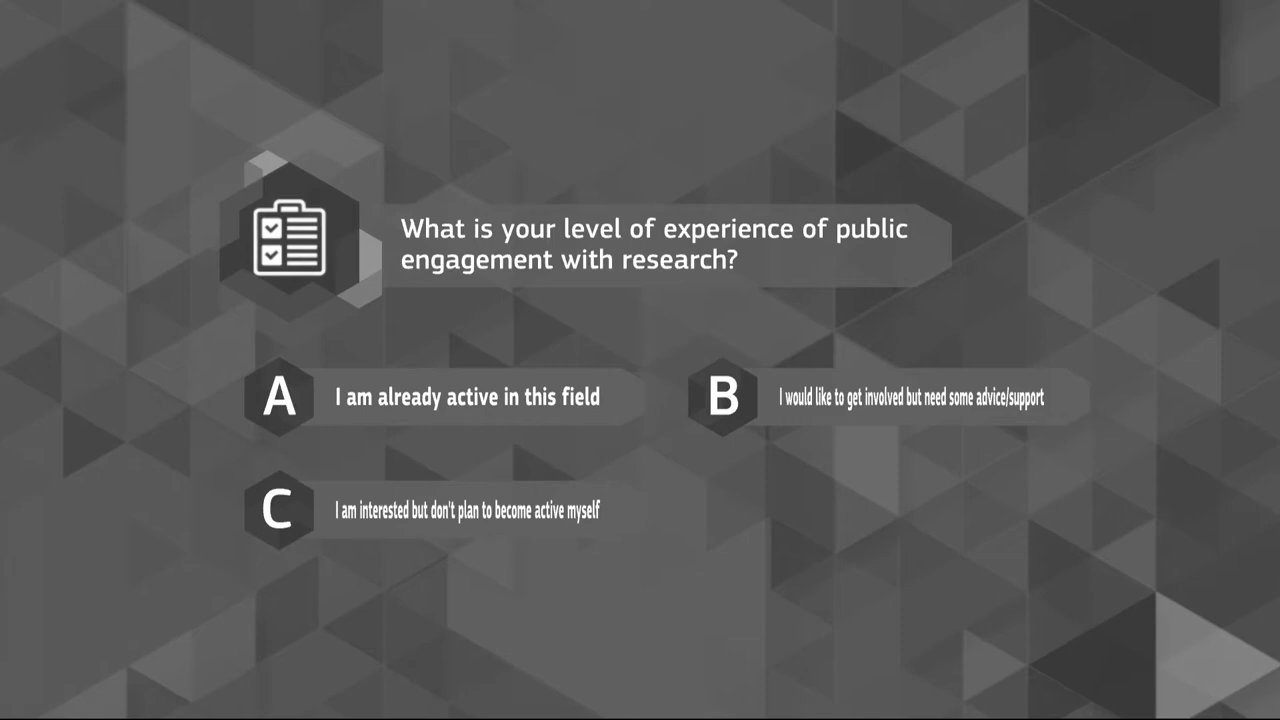 What is your level of experience of public
engagement with research?
A I am already active in this field
B I would like to get involved but need some advice/support
C I am interested but don't plan to become active myself